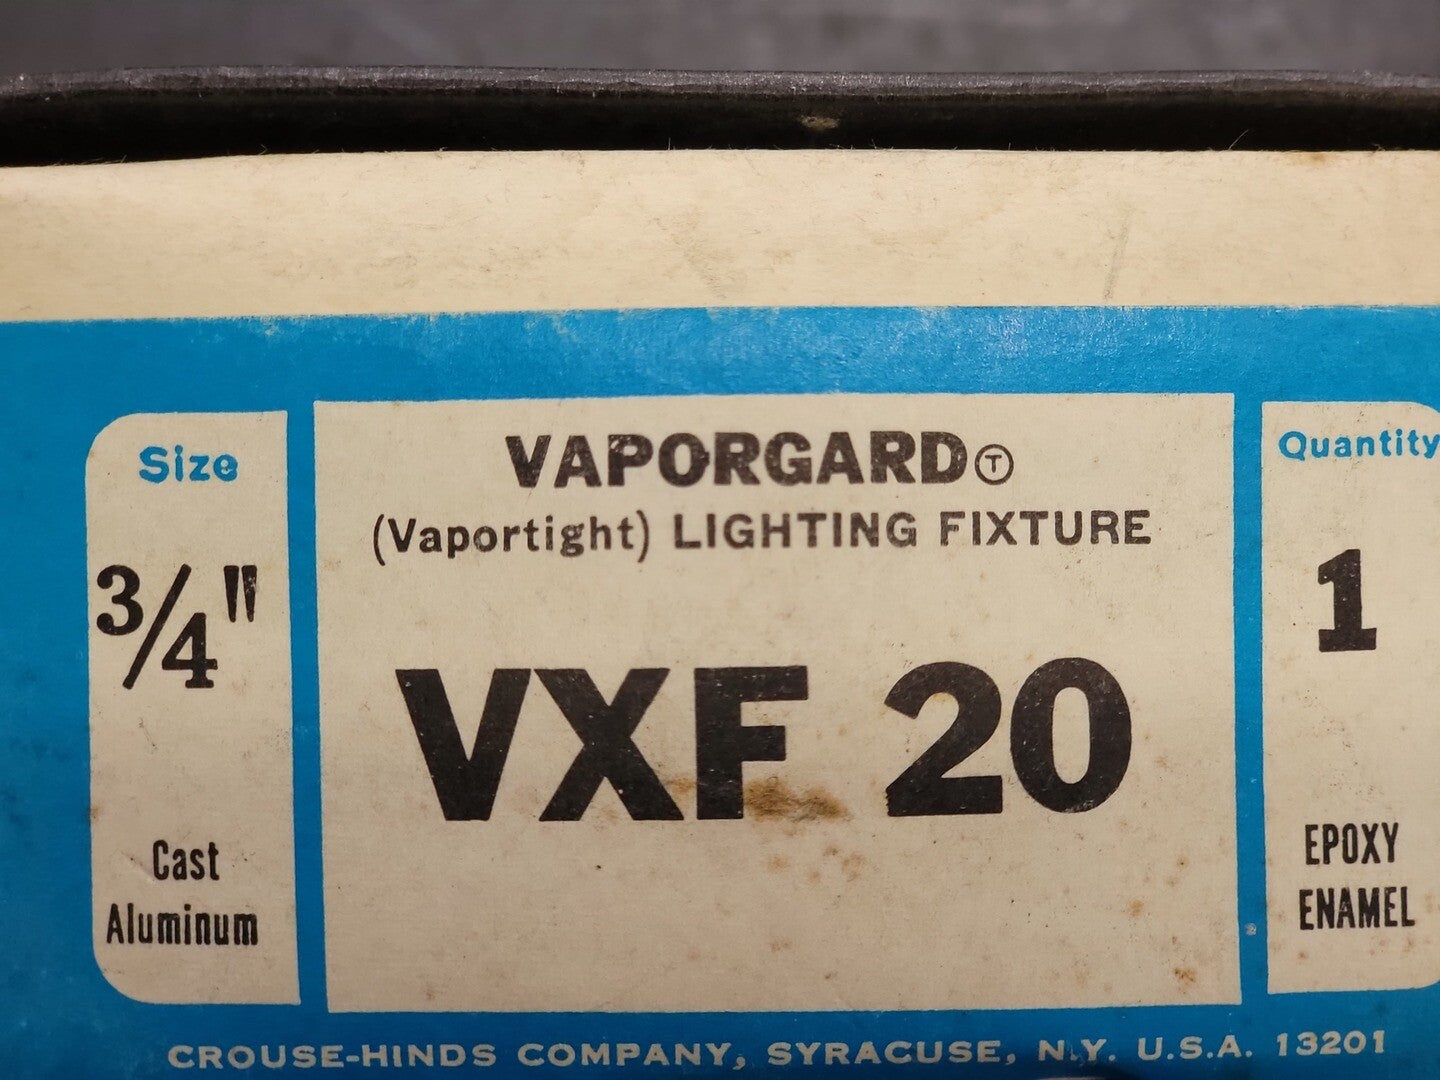 Size
3/4"
Cast
Aluminum
VAPORGARD Ⓣ
(Vaportight) LIGHTING FIXTURE
VXF 20
Quantity
1
EPOXY
ENAMEL
CROUSE-HINDS COMPANY, SYRACUSE, N.Y. U.S.A. 13201